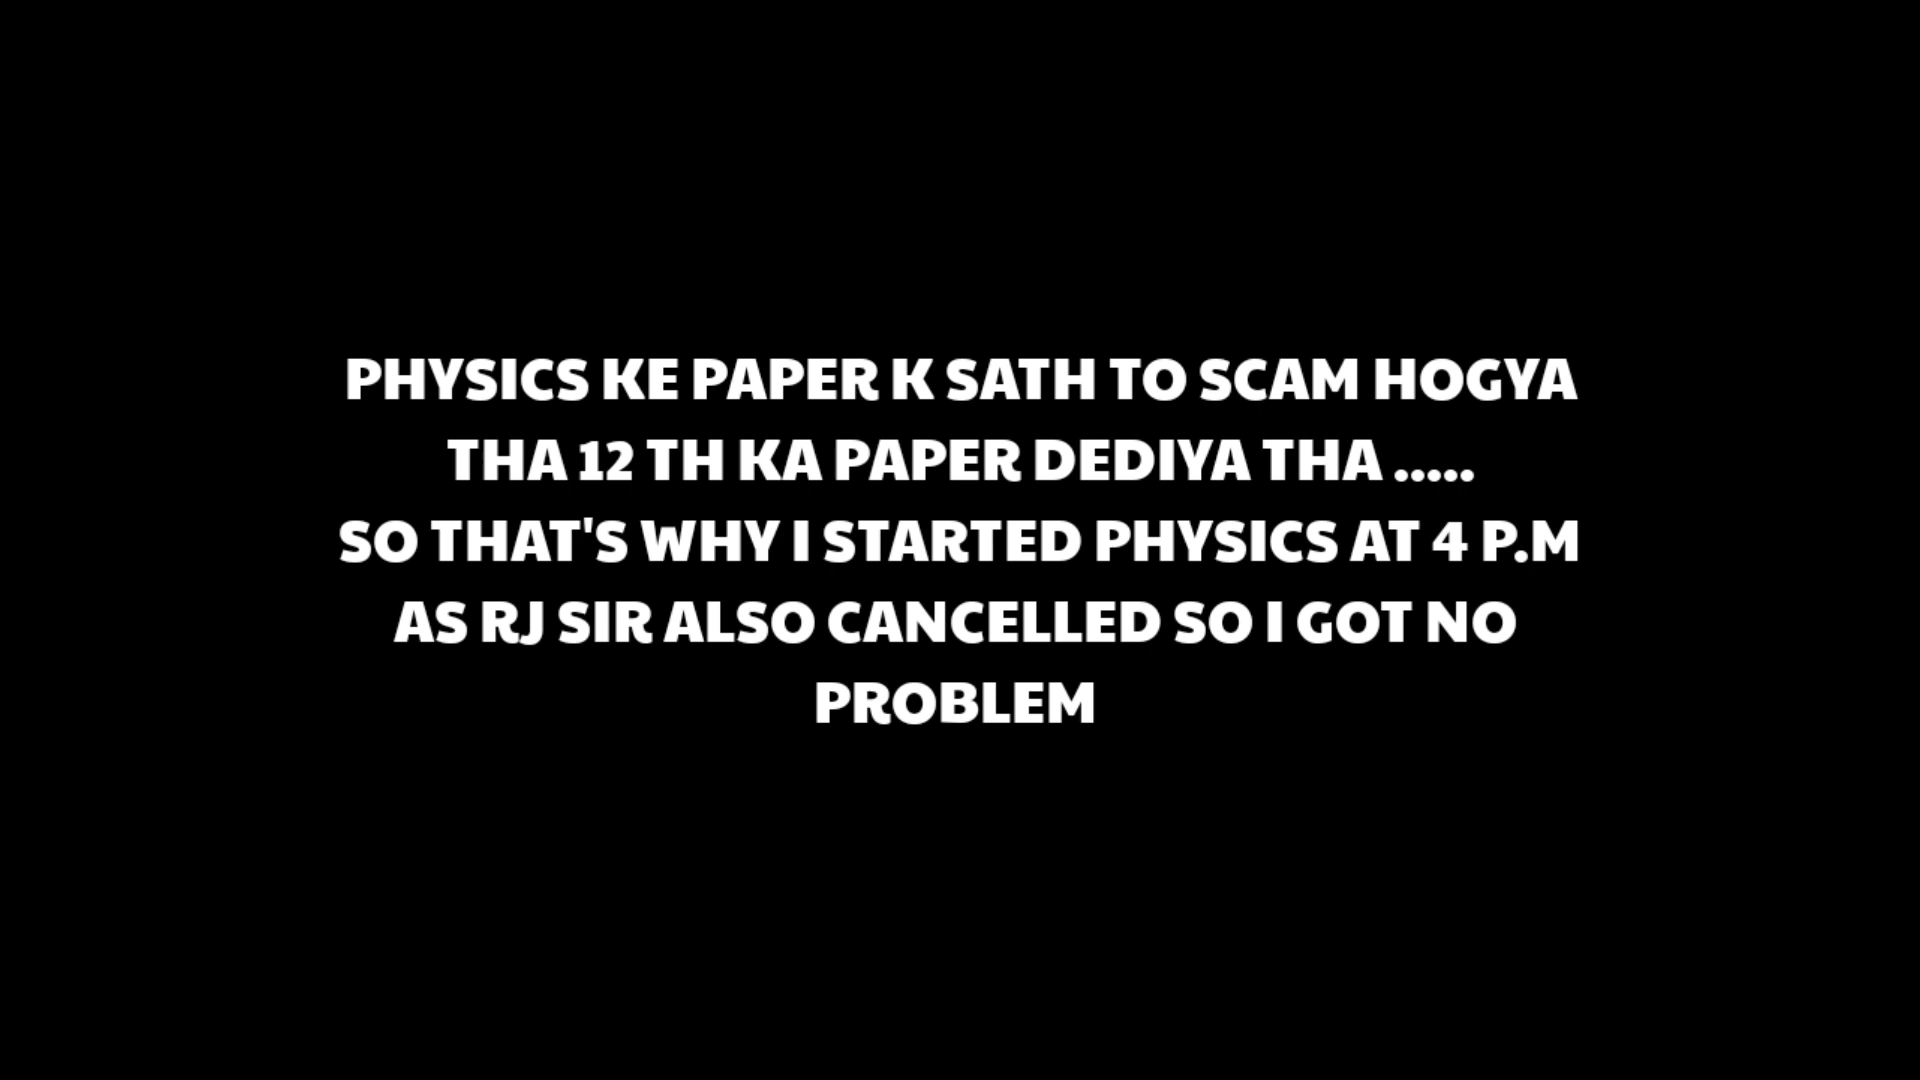 PHYSICS KE PAPER K SATH TO SCAM HOGYA
THA 12 TH KA PAPER DEDIYA THA .....
SO THAT'S WHY I STARTED PHYSICS AT 4 P.M
AS RJ SIR ALSO CANCELLED SO I GOT NO
PROBLEM